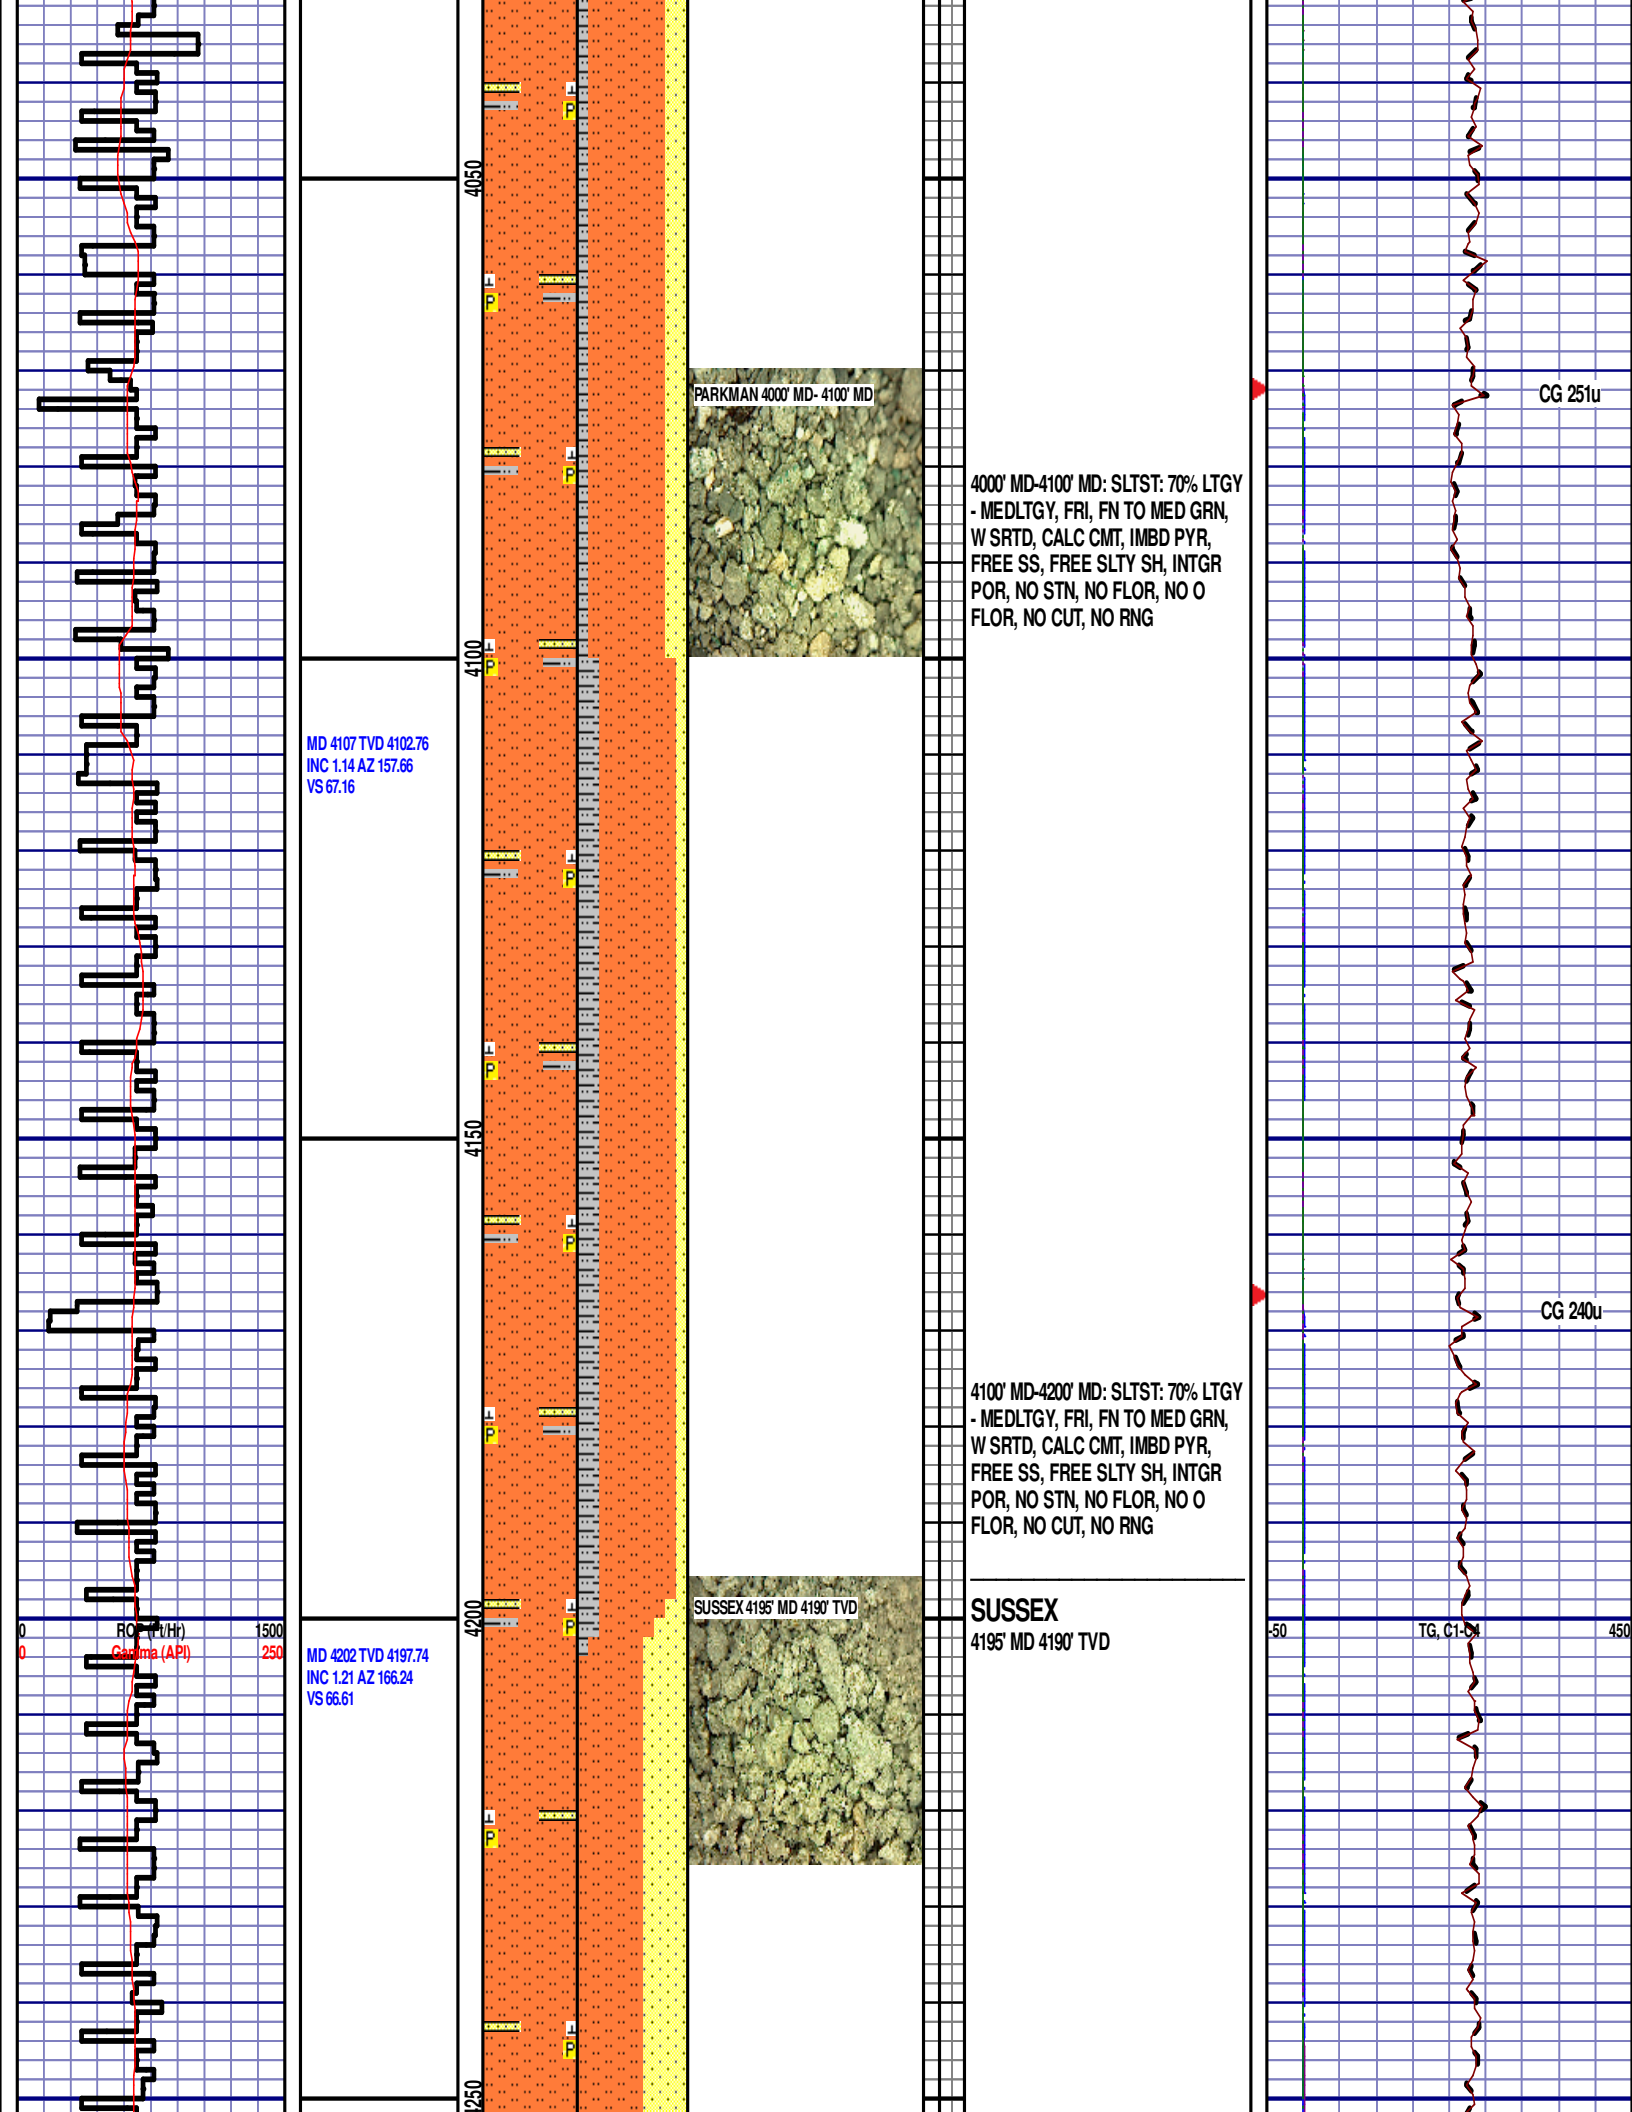 4050
PARKMAN 4000' MD- 4100' MD
CG 251u
4000' MD-4100' MD: SLTST: 70% LTGY
- MEDLTGY, FRI, FN TO MED GRN,
W SRTD, CALC CMT, IMBD PYR,
FREE SS, FREE SLTY SH, INTGR
POR, NO STN, NO FLOR, NO O
FLOR, NO CUT, NO RNG
4100
MD 4107 TVD 4102.76
INC 1.14 AZ 157.66
VS 67.16
4150
CG 240u
4100' MD-4200' MD: SLTST: 70% LTGY
- MEDLTGY, FRI, FN TO MED GRN,
W SRTD, CALC CMT, IMBD PYR,
FREE SS, FREE SLTY SH, INTGR
POR, NO STN, NO FLOR, NO O
FLOR, NO CUT, NO RNG
SUSSEX 4195' MD 4190' TVD
SUSSEX
4195' MD 4190' TVD
4200
0 ROP (Ft/Hr) 1500
0 Gamma (API) 250
-50 TG, C1-C4 450
MD 4202 TVD 4197.74
INC 1.21 AZ 166.24
VS 66.61
4250
P
P
P
P
P
P
P
P
P
P
P